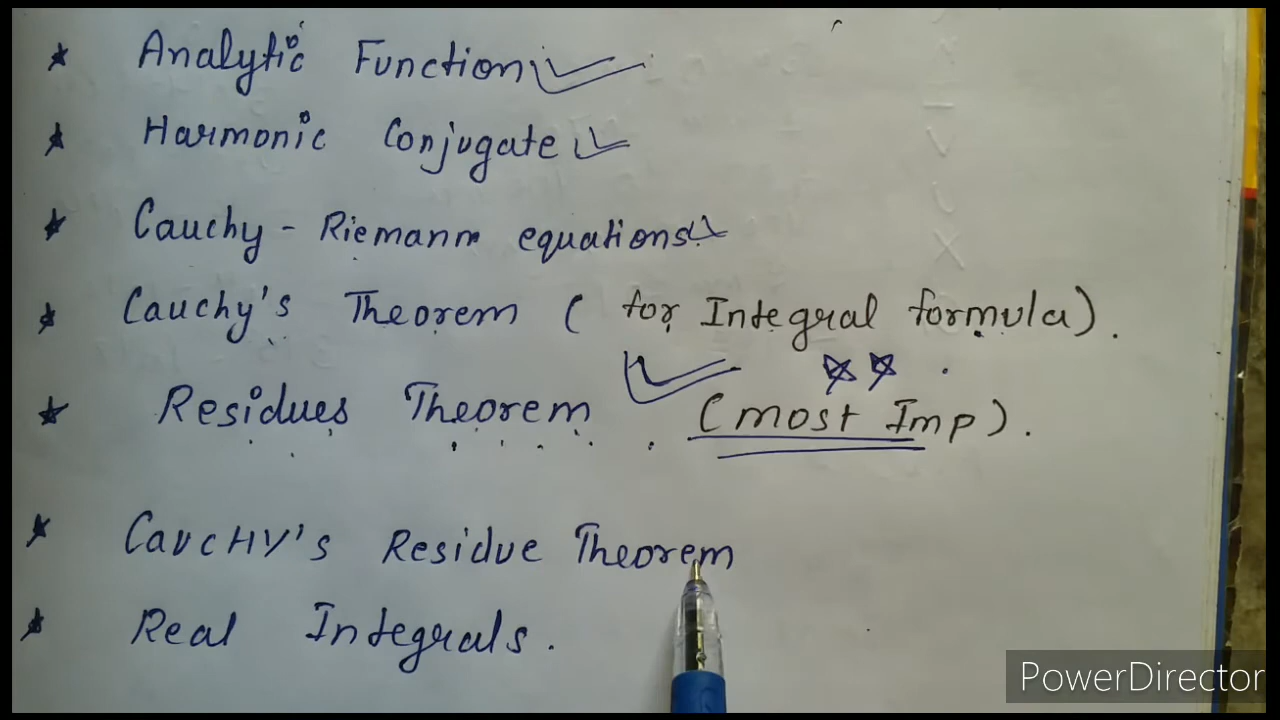 Analytic Function
Harmonic Conjugate
Cauchy - Riemann equations
Cauchy's Theorem ( for Integral formula).
Residues Theorem (most Imp).
CAUCHY's Residue Theorem
Real Integrals.
PowerDirector